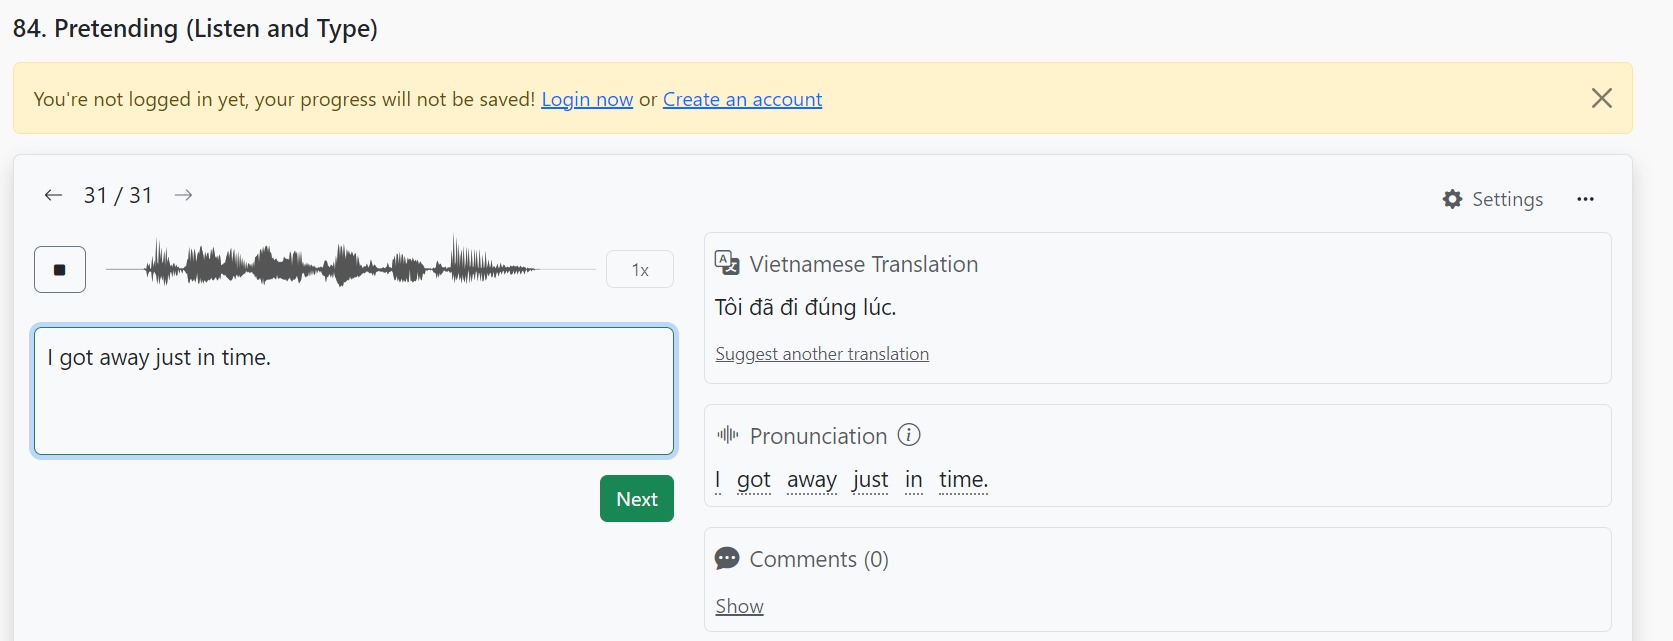 84. Pretending (Listen and Type)
You're not logged in yet, your progress will not be saved! Login now or Create an account
31 / 31
Settings
1x
I got away just in time.
Next
Vietnamese Translation
Tôi đã đi đúng lúc.
Suggest another translation
Pronunciation
I got away just in time.
Comments (0)
Show